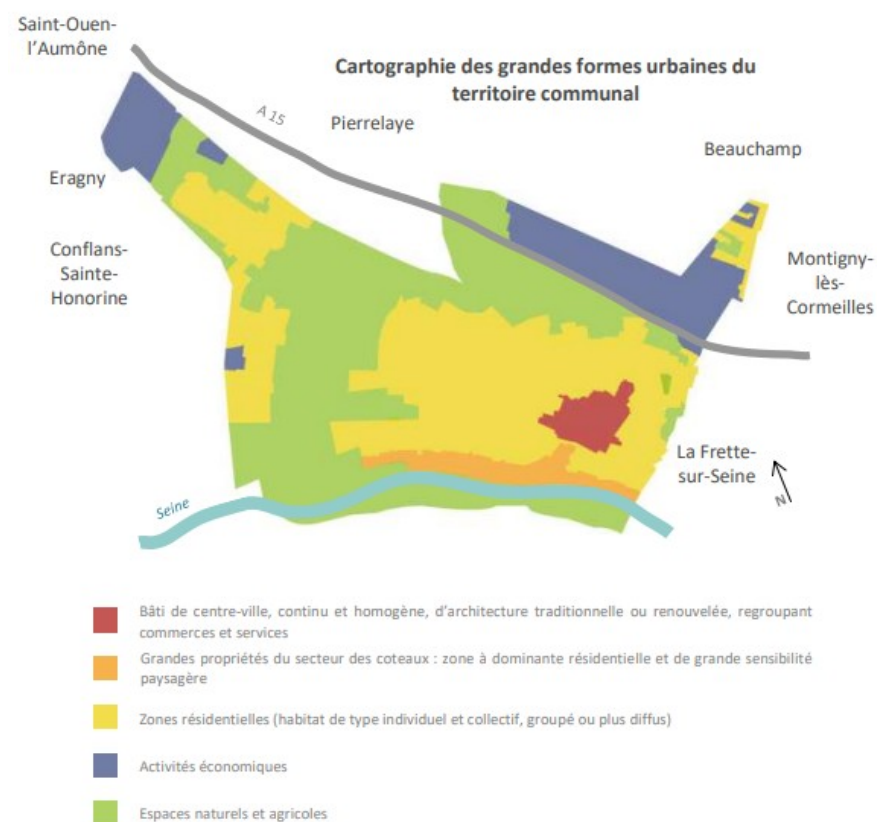 Saint-Ouen-
l'Aumône
Cartographie des grandes formes urbaines du
territoire communal
A 15
Pierrelaye
Beauchamp
Eragny
Conflans-
Sainte-
Honorine
Montigny-
lès-
Cormeilles
La Frette-
sur-Seine
N
Seine
Bâti de centre-ville, continu et homogène, d'architecture traditionnelle ou renouvelée, regroupant
commerces et services
Grandes propriétés du secteur des coteaux : zone à dominante résidentielle et de grande sensibilité
paysagère
Zones résidentielles (habitat de type individuel et collectif, groupé ou plus diffus)
Activités économiques
Espaces naturels et agricoles